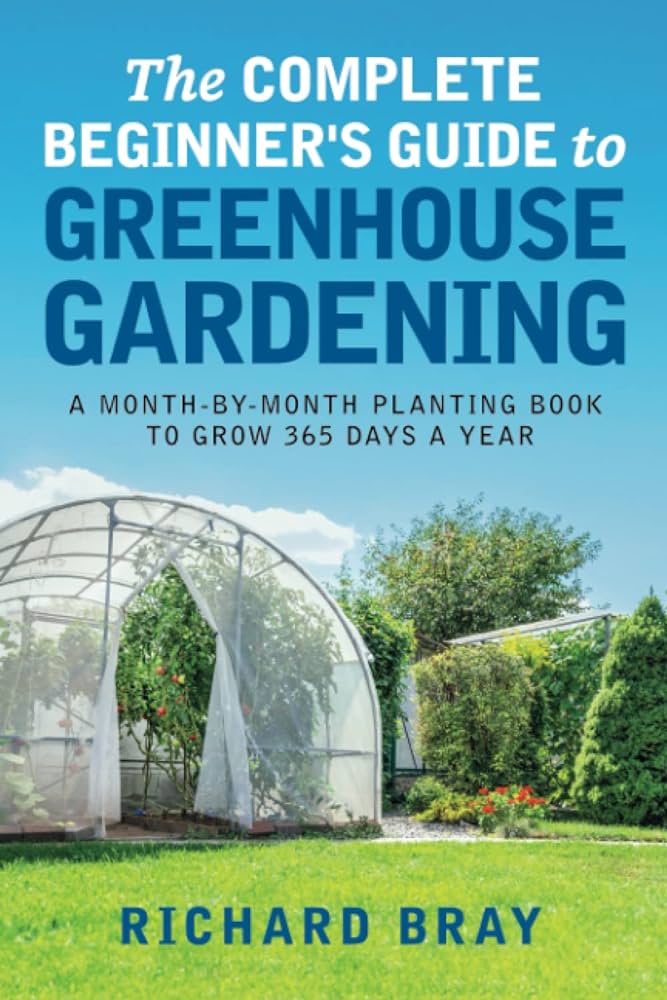 The COMPLETE
BEGINNER'S GUIDE to
GREENHOUSE
GARDENING
A MONTH-BY-MONTH PLANTING BOOK
TO GROW 365 DAYS A YEAR
RICHARD BRAY